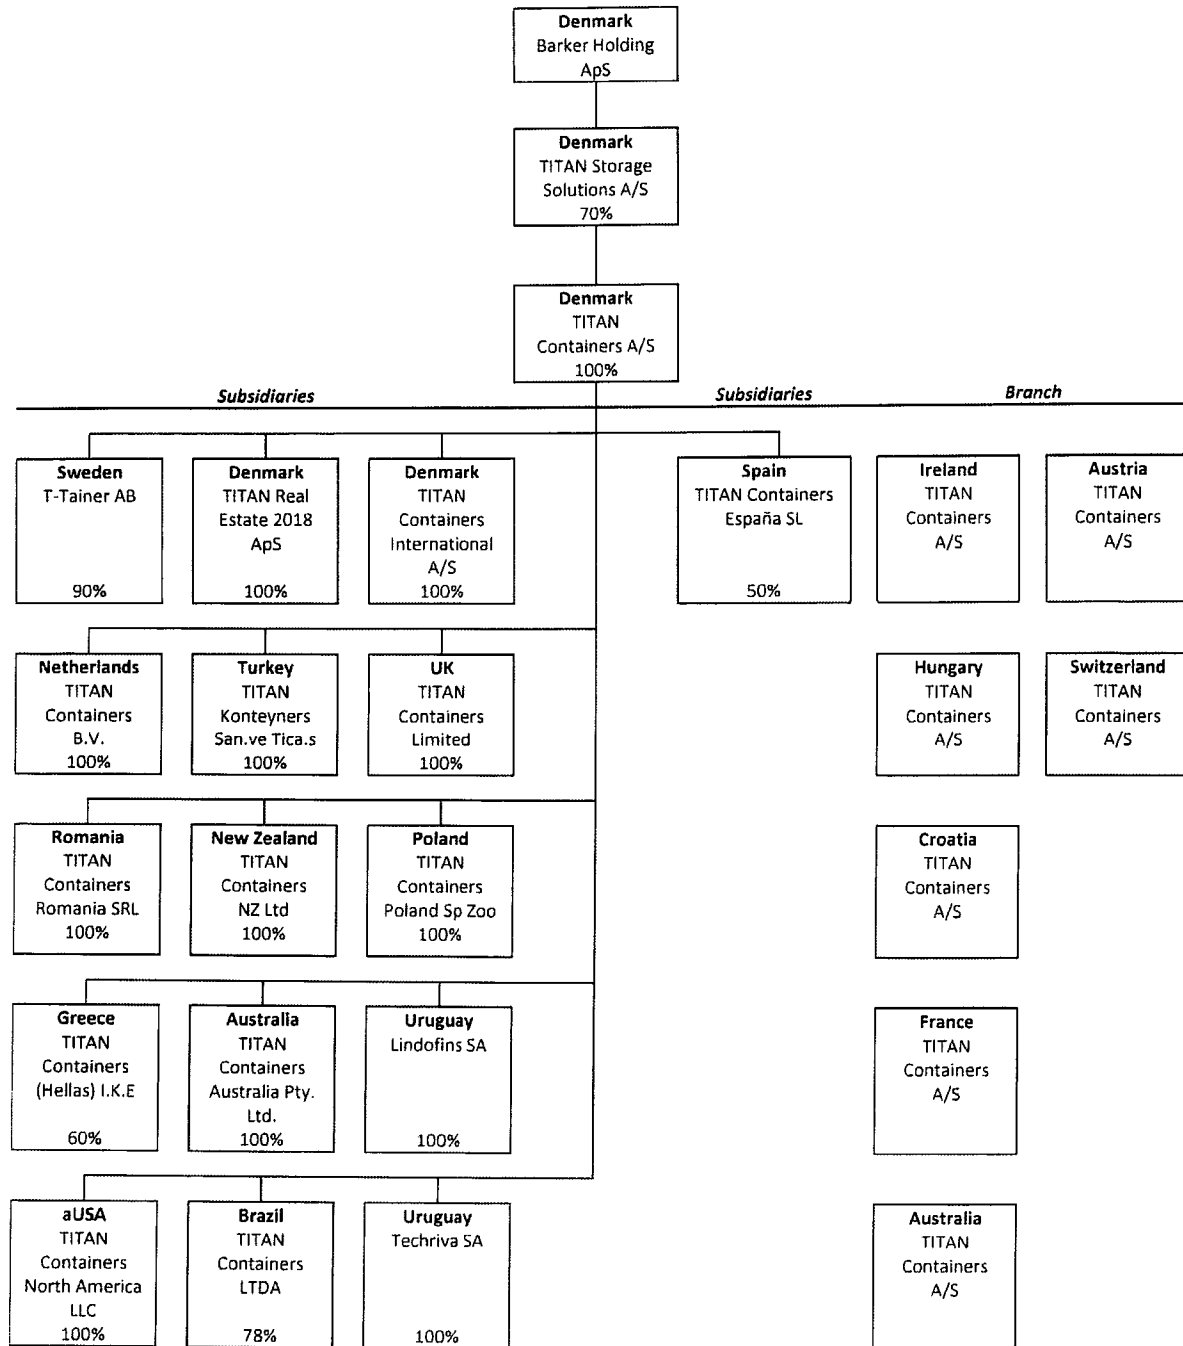 Denmark
Barker Holding
ApS
Denmark
TITAN Storage
Solutions A/S
70%
Denmark
TITAN
Containers A/S
100%
Subsidiaries
Subsidiaries
Branch
Sweden
T-Tainer AB
90%
Denmark
TITAN Real
Estate 2018
ApS
100%
Denmark
TITAN
Containers
International
A/S
100%
Spain
TITAN Containers
España SL
50%
Ireland
TITAN
Containers
A/S
Austria
TITAN
Containers
A/S
Netherlands
TITAN
Containers
B.V.
100%
Turkey
TITAN
Konteyners
San.ve Tica.s
100%
UK
TITAN
Containers
Limited
100%
Hungary
TITAN
Containers
A/S
Switzerland
TITAN
Containers
A/S
Romania
TITAN
Containers
Romania SRL
100%
New Zealand
TITAN
Containers
NZ Ltd
100%
Poland
TITAN
Containers
Poland Sp Zoo
100%
Croatia
TITAN
Containers
A/S
Greece
TITAN
Containers
(Hellas) I.K.E
60%
Australia
TITAN
Containers
Australia Pty.
Ltd.
100%
Uruguay
Lindofins SA
100%
France
TITAN
Containers
A/S
aUSA
TITAN
Containers
North America
LLC
100%
Brazil
TITAN
Containers
LTDA
78%
Uruguay
Techriva SA
100%
Australia
TITAN
Containers
A/S